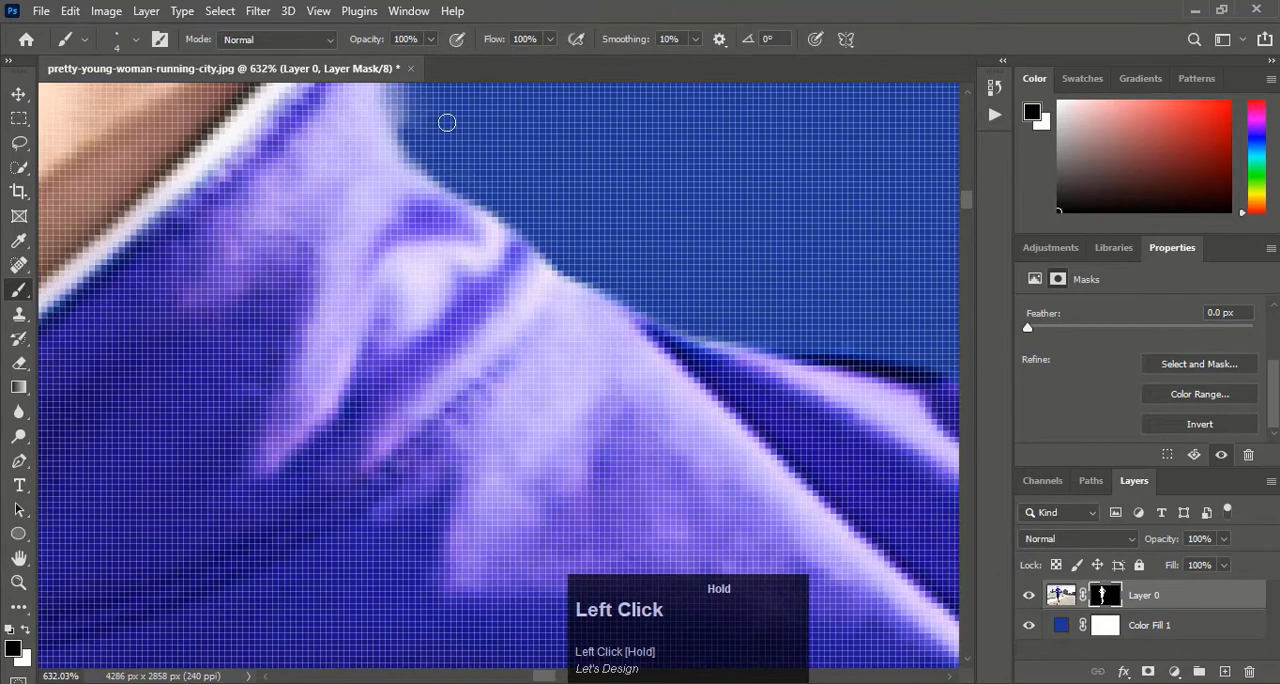 Ps File Edit Image Layer Type Select Filter 3D View Plugins Window Help
4 Mode: Normal Opacity: 100% Flow: 100% Smoothing: 10% 0°
pretty-young-woman-running-city.jpg @ 632% (Layer 0, Layer Mask/8) * ×
Color Swatches Gradients Patterns
Adjustments Libraries Properties
Masks
Feather: 0.0 px
Refine: Select and Mask...
Color Range...
Invert
Channels Paths Layers
Kind
Normal Opacity: 100%
Lock: Fill: 100%
Layer 0
Color Fill 1
Hold
Left Click
Left Click [Hold]
Let's Design
632.03% 4286 px x 2858 px (240 ppi)